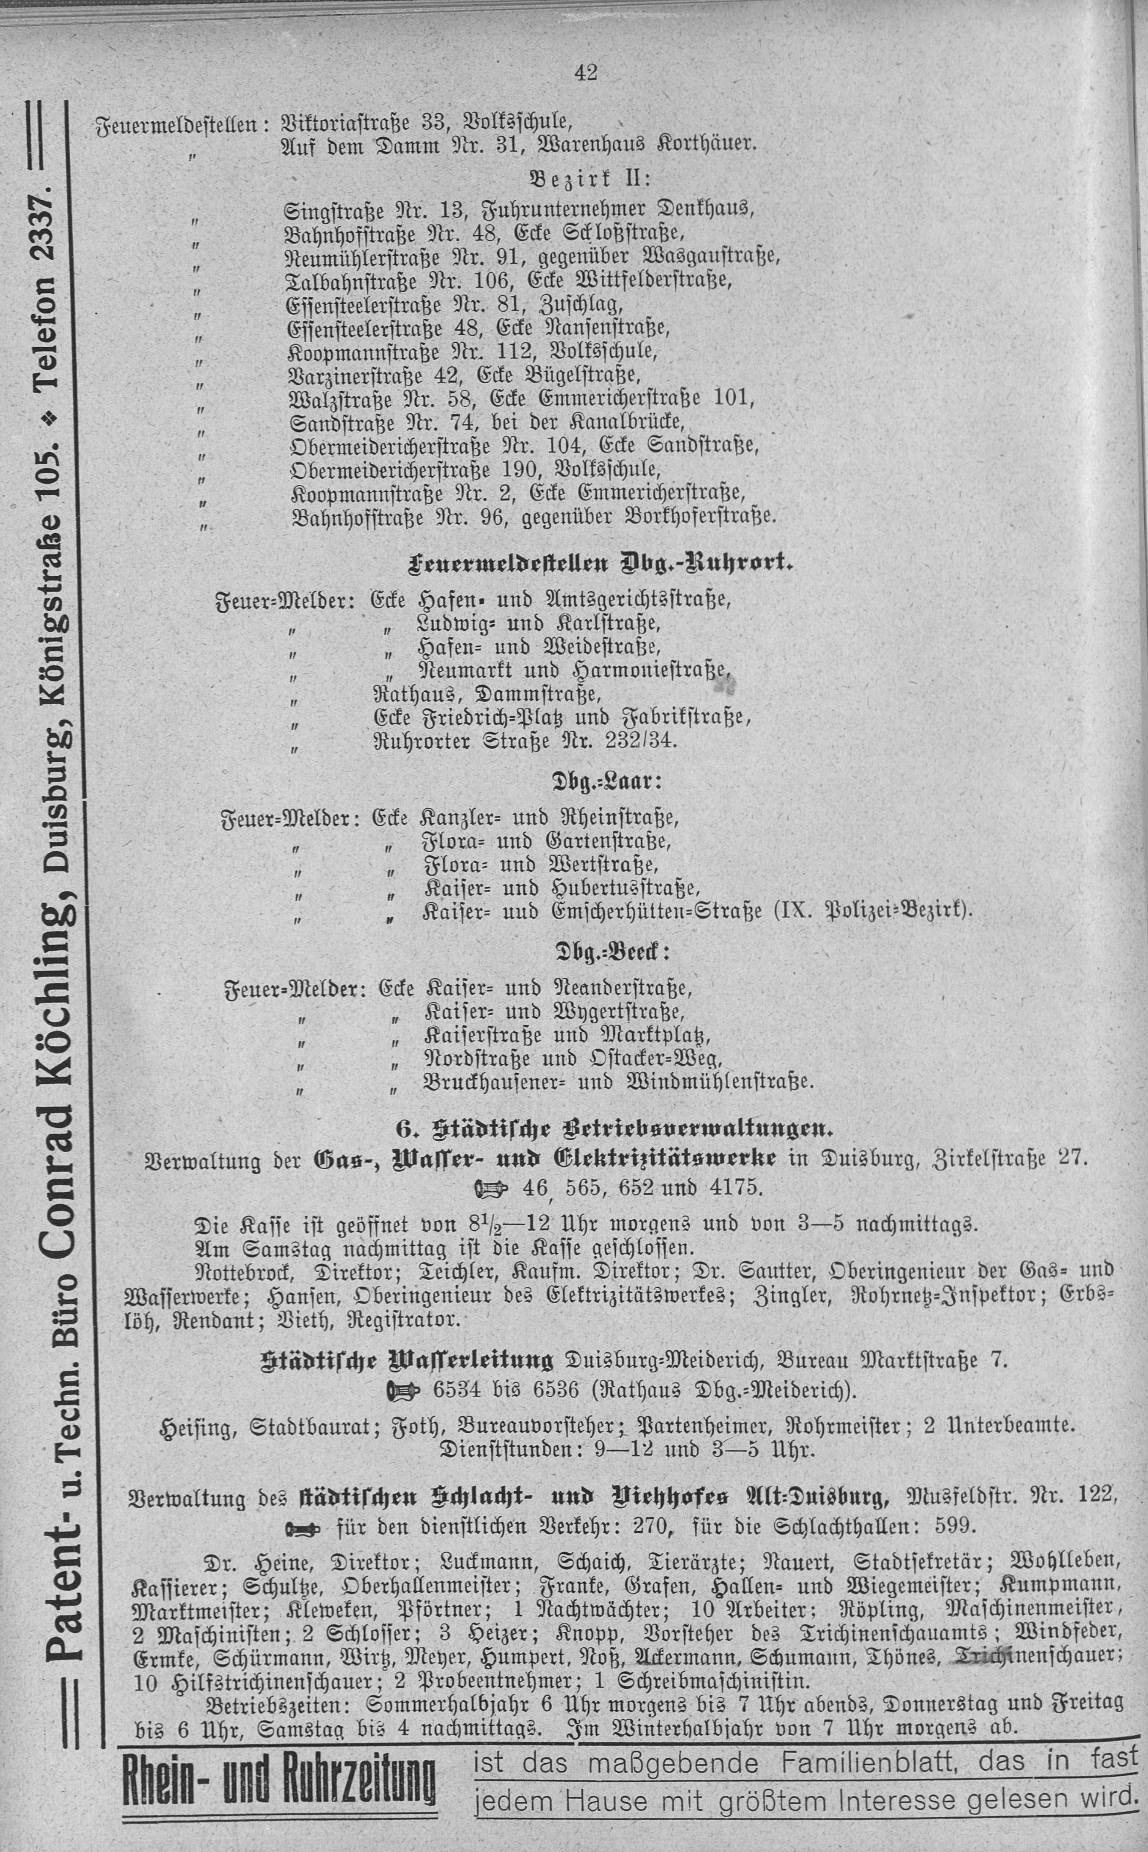 42
Feuermeldestellen: Viktoriastraße 33, Volksschule,
„ Auf dem Damm Nr. 31, Warenhaus Korthäuer.
Bezirk II:
„ Singstraße Nr. 13, Fuhrunternehmer Denkhaus,
„ Bahnhofstraße Nr. 48, Ecke Schloßstraße,
„ Neumühlerstraße Nr. 91, gegenüber Wasgaustraße,
„ Talbahnstraße Nr. 106, Ecke Wittfelderstraße,
„ Essensteelerstraße Nr. 81, Zuschlag,
„ Essensteelerstraße 48, Ecke Nansenstraße,
„ Koopmannstraße Nr. 112, Volksschule,
„ Varzinerstraße 42, Ecke Bügelstraße,
„ Walzstraße Nr. 58, Ecke Emmericherstraße 101,
„ Sandstraße Nr. 74, bei der Kanalbrücke,
„ Obermeidericherstraße Nr. 104, Ecke Sandstraße,
„ Obermeidericherstraße 190, Volksschule,
„ Koopmannstraße Nr. 2, Ecke Emmericherstraße,
„ Bahnhofstraße Nr. 96, gegenüber Borkhoferstraße.
Feuermeldestellen Dbg.-Ruhrort.
Feuer-Melder: Ecke Hafen- und Amtsgerichtsstraße,
„ „ Ludwig- und Karlstraße,
„ „ Hafen- und Weidestraße,
„ „ Neumarkt und Harmoniestraße,
„ Rathaus, Dammstraße,
„ Ecke Friedrich-Platz und Fabrikstraße,
„ Ruhrorter Straße Nr. 232/34.
Dbg.-Laar:
Feuer-Melder: Ecke Kanzler- und Rheinstraße,
„ „ Flora- und Gartenstraße,
„ „ Flora- und Wertstraße,
„ „ Kaiser- und Hubertusstraße,
„ „ Kaiser- und Emscherhütten-Straße (IX. Polizei-Bezirk).
Dbg.-Beeck:
Feuer-Melder: Ecke Kaiser- und Neanderstraße,
„ „ Kaiser- und Wygertstraße,
„ „ Kaiserstraße und Marktplatz,
„ „ Nordstraße und Ostacker-Weg,
„ „ Bruckhausener- und Windmühlenstraße.
6. Städtische Betriebsverwaltungen.
Verwaltung der Gas-, Wasser- und Elektrizitätswerke in Duisburg, Zirkelstraße 27.
46, 565, 652 und 4175.
Die Kasse ist geöffnet von 8½—12 Uhr morgens und von 3—5 nachmittags.
Am Samstag nachmittag ist die Kasse geschlossen.
Nottebrock, Direktor; Teichler, Kaufm. Direktor; Dr. Sautter, Oberingenieur der Gas- und
Wasserwerke; Hansen, Oberingenieur des Elektrizitätswerkes; Zingler, Rohrnetz-Inspektor; Erbs-
löh, Rendant; Vieth, Registrator.
Städtische Wasserleitung Duisburg-Meiderich, Bureau Marktstraße 7.
6534 bis 6536 (Rathaus Dbg.-Meiderich).
Heising, Stadtbaurat; Foth, Bureauvorsteher; Partenheimer, Rohrmeister; 2 Unterbeamte.
Dienststunden: 9—12 und 3—5 Uhr.
Verwaltung des städtischen Schlacht- und Viehhofes Alt-Duisburg, Musfeldstr. Nr. 122,
für den dienstlichen Verkehr: 270, für die Schlachthallen: 599.
Dr. Heine, Direktor; Luckmann, Schaich, Tierärzte; Nauert, Stadtsekretär; Wohlleben,
Kassierer; Schultze, Oberhallenmeister; Franke, Grafen, Hallen- und Wiegemeister; Kumpmann,
Marktmeister; Kleweken, Pförtner; 1 Nachtwächter; 10 Arbeiter; Röpling, Maschinenmeister,
2 Maschinisten; 2 Schlosser; 3 Heizer; Knopp, Vorsteher des Trichinenschauamts; Windfeder,
Ermke, Schürmann, Wirtz, Meyer, Humpert, Noß, Ackermann, Schumann, Thönes, Trichinenschauer;
10 Hilfstrichinenschauer; 2 Probeentnehmer; 1 Schreibmaschinistin.
Betriebszeiten: Sommerhalbjahr 6 Uhr morgens bis 7 Uhr abends, Donnerstag und Freitag
bis 6 Uhr, Samstag bis 4 nachmittags. Im Winterhalbjahr von 7 Uhr morgens ab.
Patent- u. Techn. Büro Conrad Köchling, Duisburg, Königstraße 105. ❖ Telefon 2337.
Rhein- und Ruhrzeitung
ist das maßgebende Familienblatt, das in fast
jedem Hause mit größtem Interesse gelesen wird.